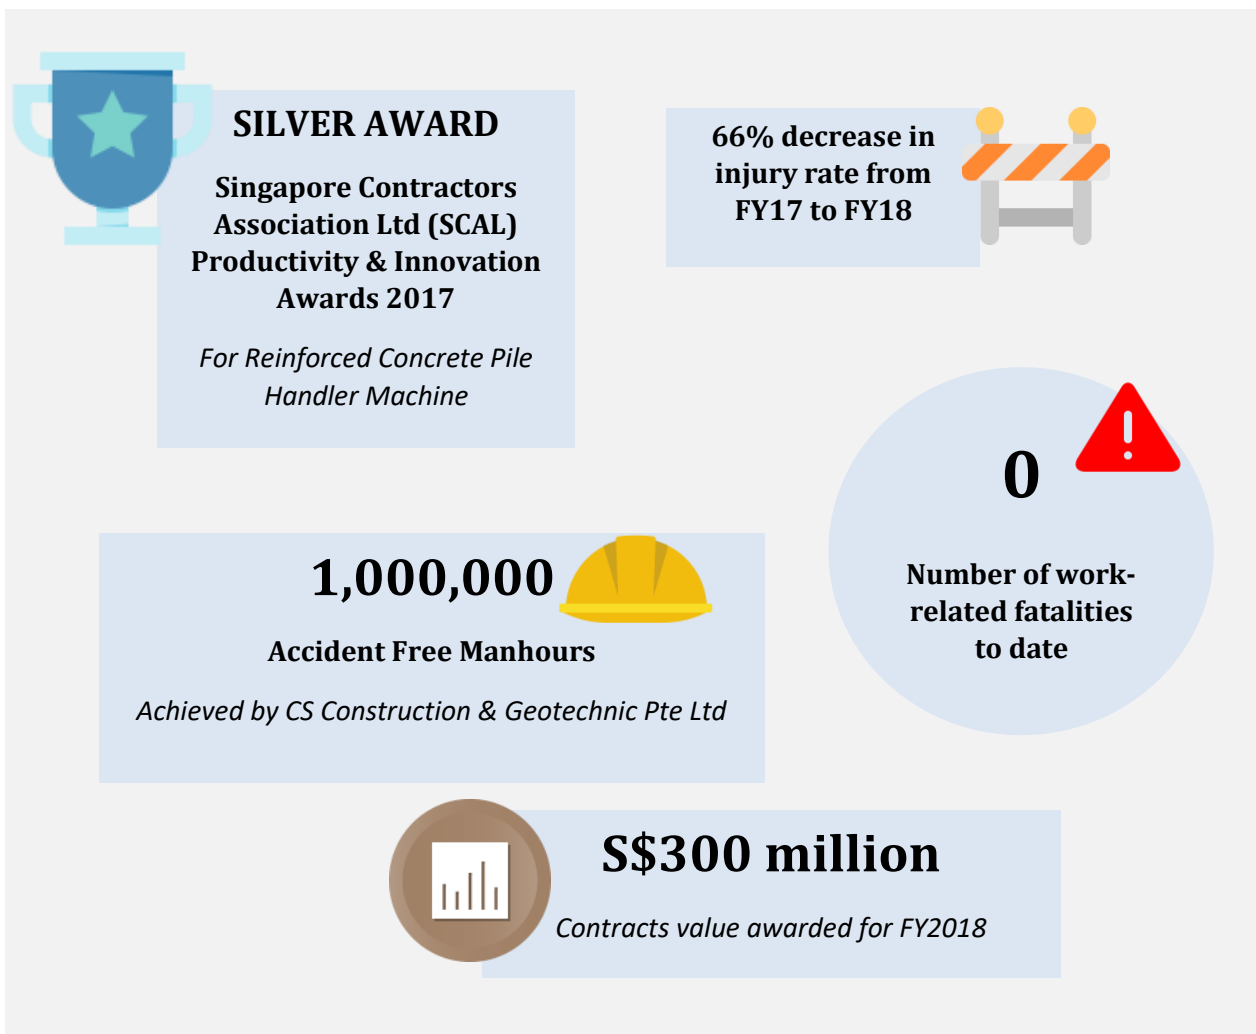 SILVER AWARD
Singapore Contractors
Association Ltd (SCAL)
Productivity & Innovation
Awards 2017
For Reinforced Concrete Pile
Handler Machine
66% decrease in
injury rate from
FY17 to FY18
0
Number of work-
related fatalities
to date
1,000,000
Accident Free Manhours
Achieved by CS Construction & Geotechnic Pte Ltd
S$300 million
Contracts value awarded for FY2018